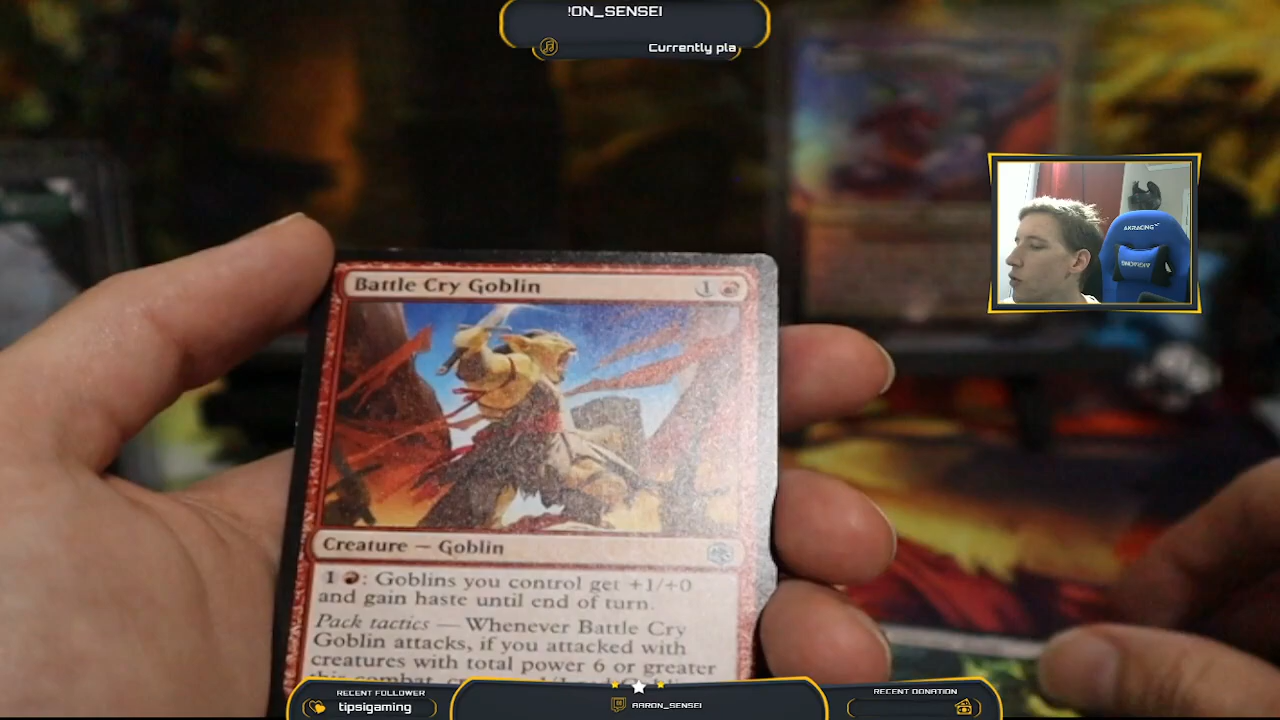 !ON_SENSEI
Currently pla
Battle Cry Goblin
1
AKRACING
Creature — Goblin
1 : Goblins you control get +1/+0
and gain haste until end of turn.
Pack tactics — Whenever Battle Cry
Goblin attacks, if you attacked with
creatures with total power 6 or greater
RECENT FOLLOWER
tipsigaming
AARON_SENSEI
RECENT DONATION